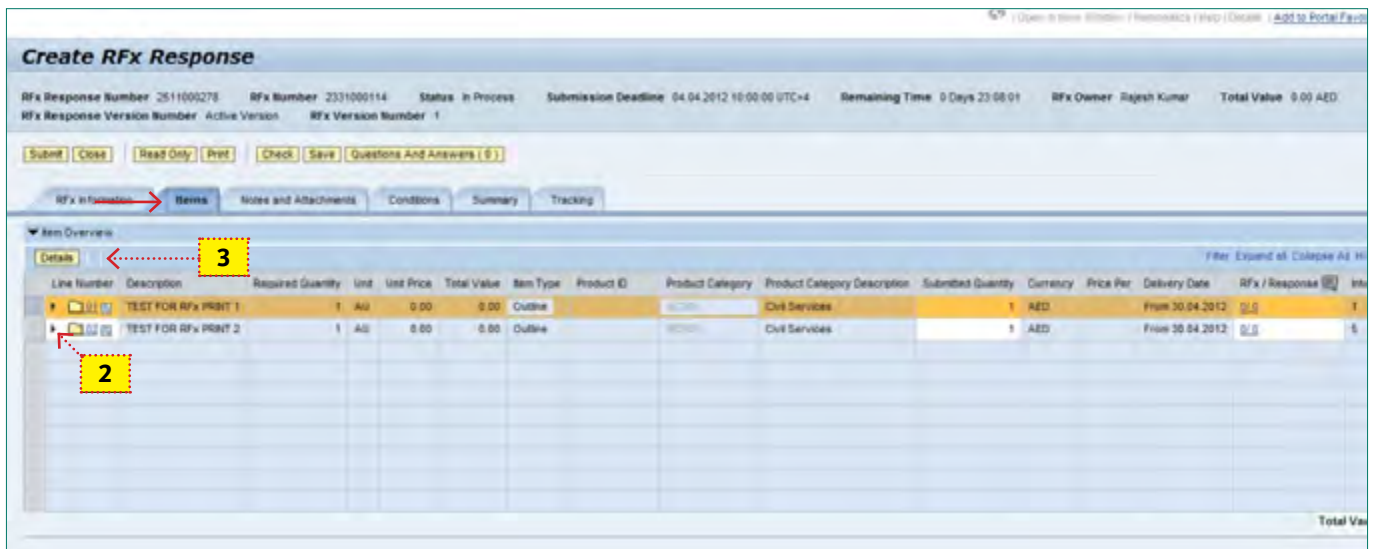 Add to Portal Favo
Create RFx Response
RFx Response Number 2611000278 RFx Number 2331000114 Status In Process Submission Deadline 04.04.2012 10:00:00 UTC+4 Remaining Time 0 Days 23:08:01 RFx Owner Rajesh Kumar Total Value 0.00 AED
RFx Response Version Number Active Version RFx Version Number 1
Submit Close Read Only Print Check Save Questions And Answers ( 0 )
RFx Information Items Notes and Attachments Conditions Summary Tracking
Item Overview
Details 3 Filter Expand all Collapse All
Line Number Description Required Quantity Unit Unit Price Total Value Item Type Product ID Product Category Product Category Description Submitted Quantity Currency Price Per Delivery Date RFx / Response
TEST FOR RFx PRINT 1 1 AU 0.00 0.00 Outline Civil Services 1 AED From 30.04.2012 0/0
TEST FOR RFx PRINT 2 1 AU 0.00 0.00 Outline Civil Services 1 AED From 30.04.2012 0/0
2
Total Va